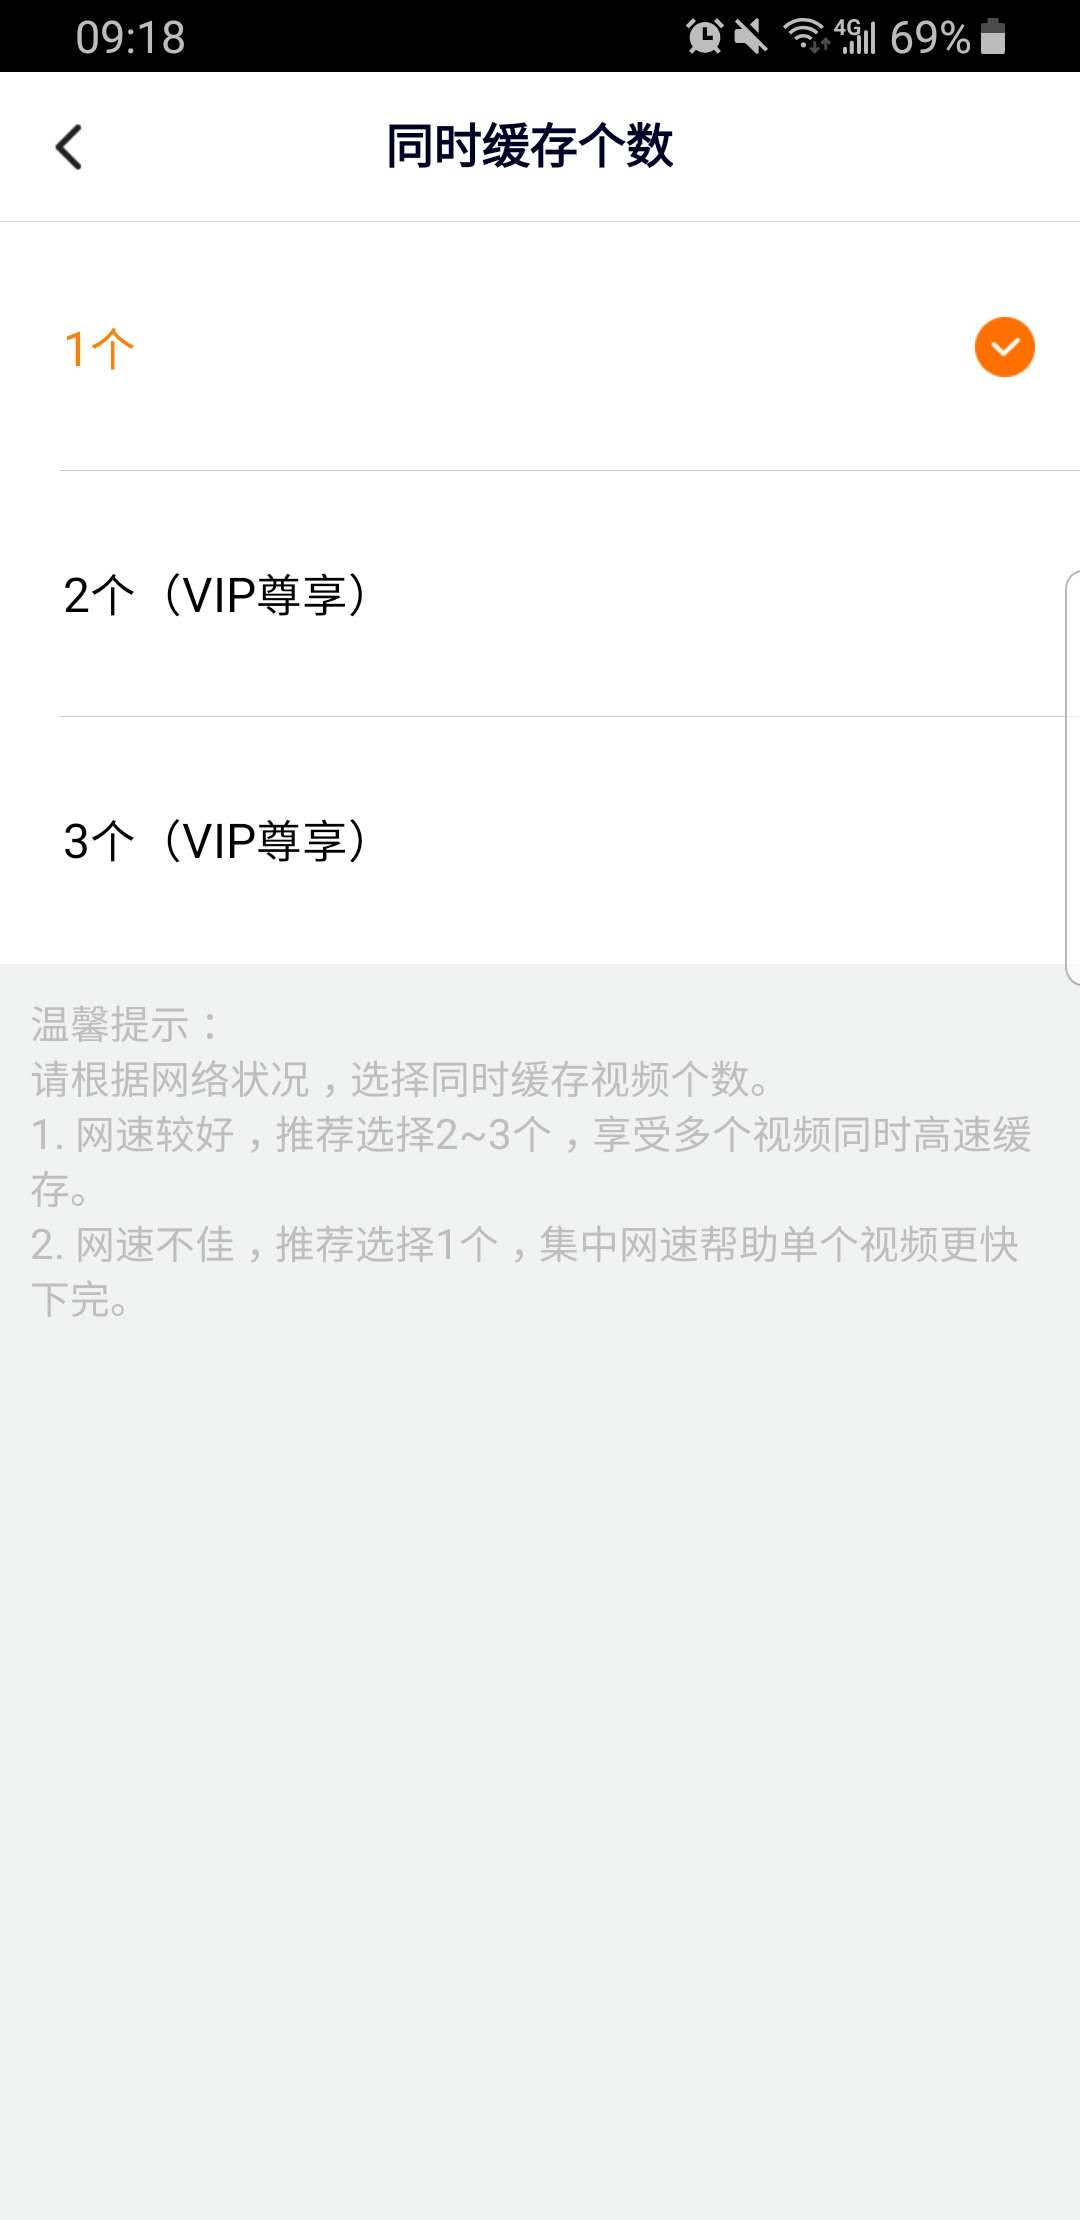 09:18
4G 69%
同时缓存个数
1个
2个（VIP尊享）
3个（VIP尊享）
温馨提示：
请根据网络状况，选择同时缓存视频个数。
1. 网速较好，推荐选择2~3个，享受多个视频同时高速缓
存。
2. 网速不佳，推荐选择1个，集中网速帮助单个视频更快
下完。